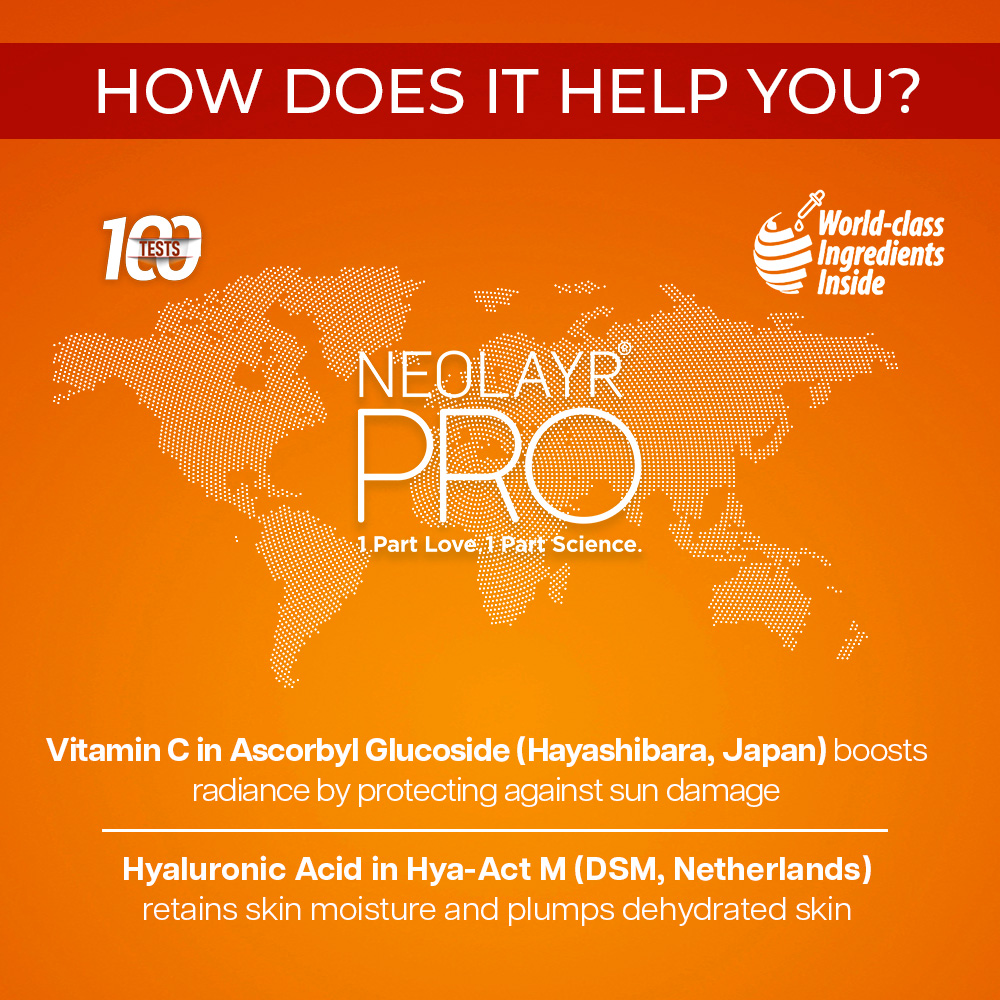 HOW DOES IT HELP YOU?
100
TESTS
World-class
Ingredients
Inside
NEOLAYR®
PRO
1 Part Love, 1 Part Science.
Vitamin C in Ascorbyl Glucoside (Hayashibara, Japan) boosts
radiance by protecting against sun damage
Hyaluronic Acid in Hya-Act M (DSM, Netherlands)
retains skin moisture and plumps dehydrated skin